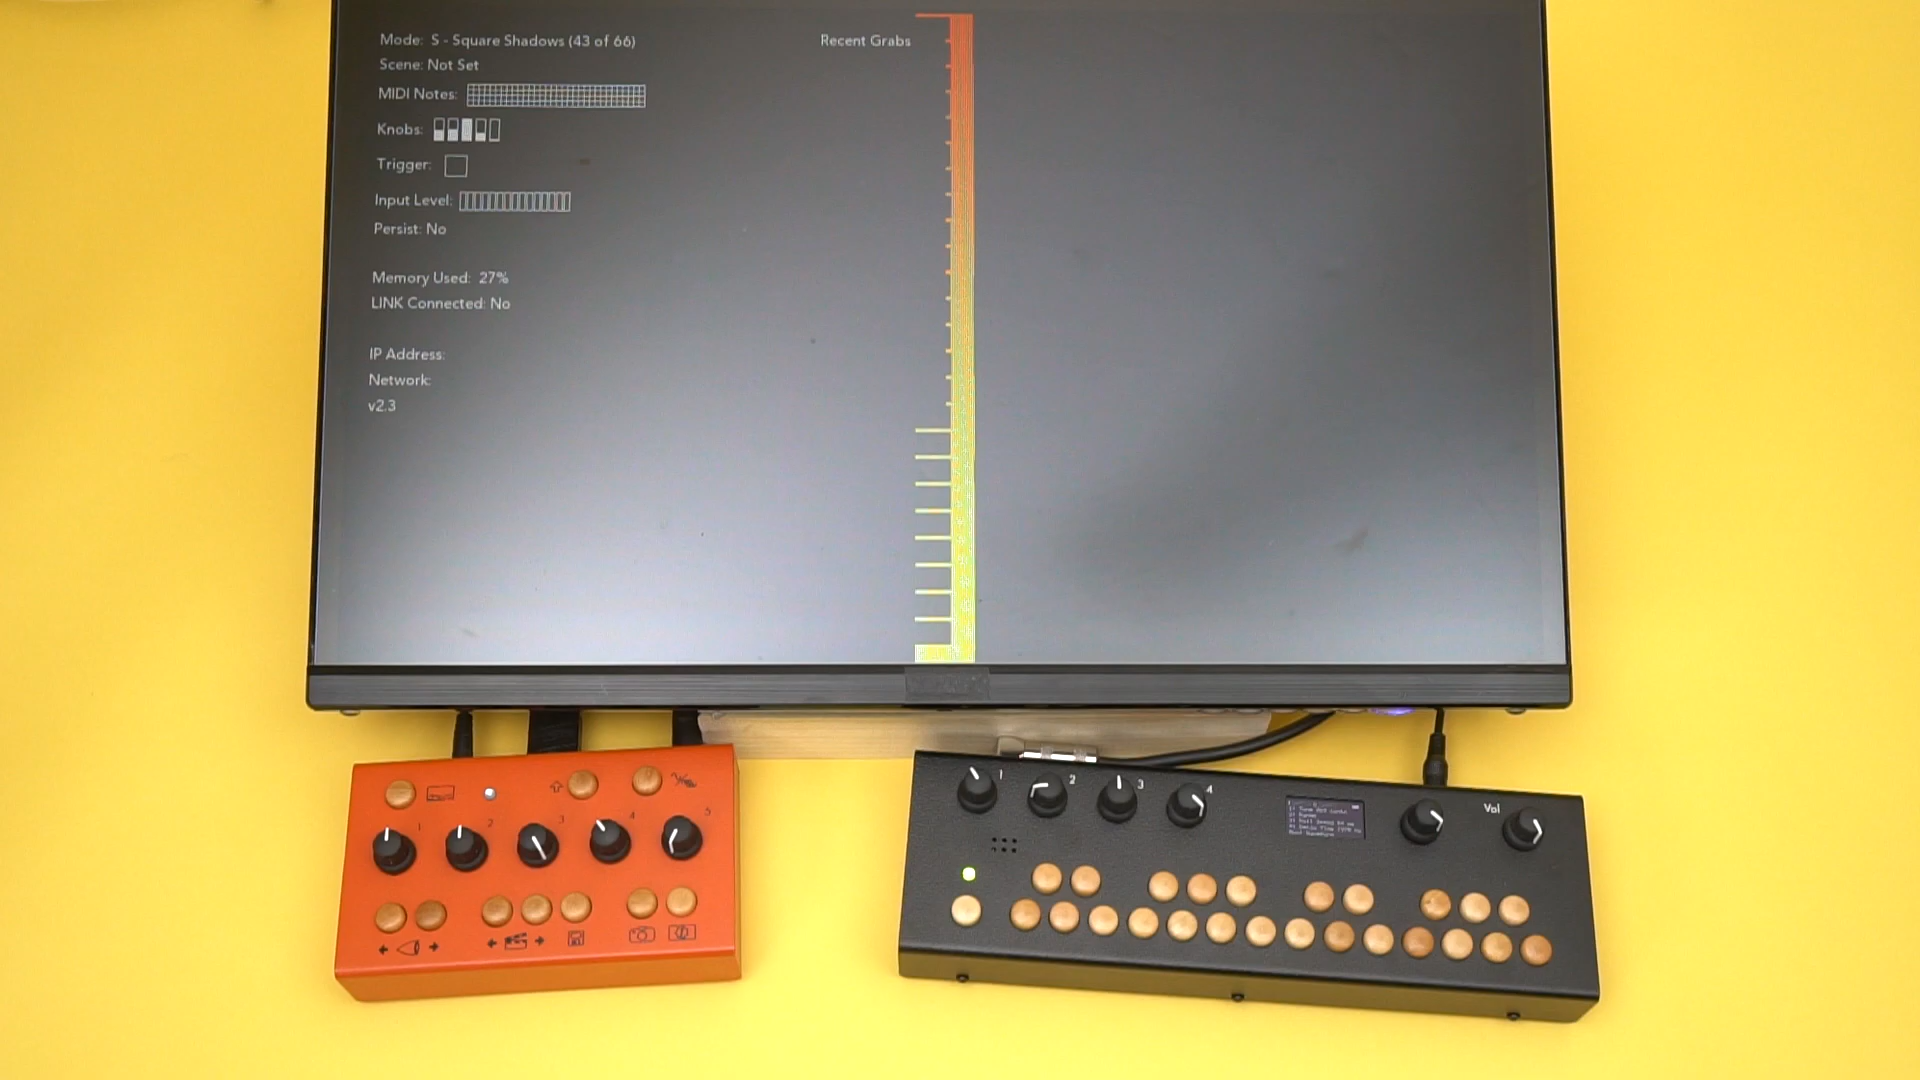 Mode: S - Square Shadows (43 of 66)
Recent Grabs
Scene: Not Set
MIDI Notes:
Knobs:
Trigger:
Input Level:
Persist: No
Memory Used: 27%
LINK Connected: No
IP Address:
Network:
v2.3
1
2
3
4
5
1
2
3
4
Vol